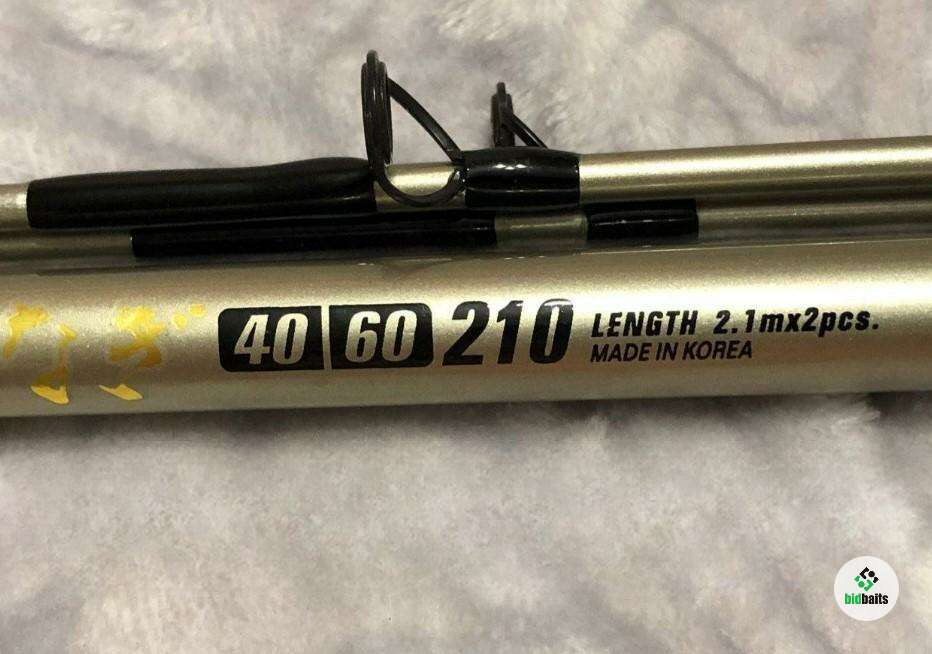 40 60 210 LENGTH 2.1mx2pcs.
MADE IN KOREA
bidbaits